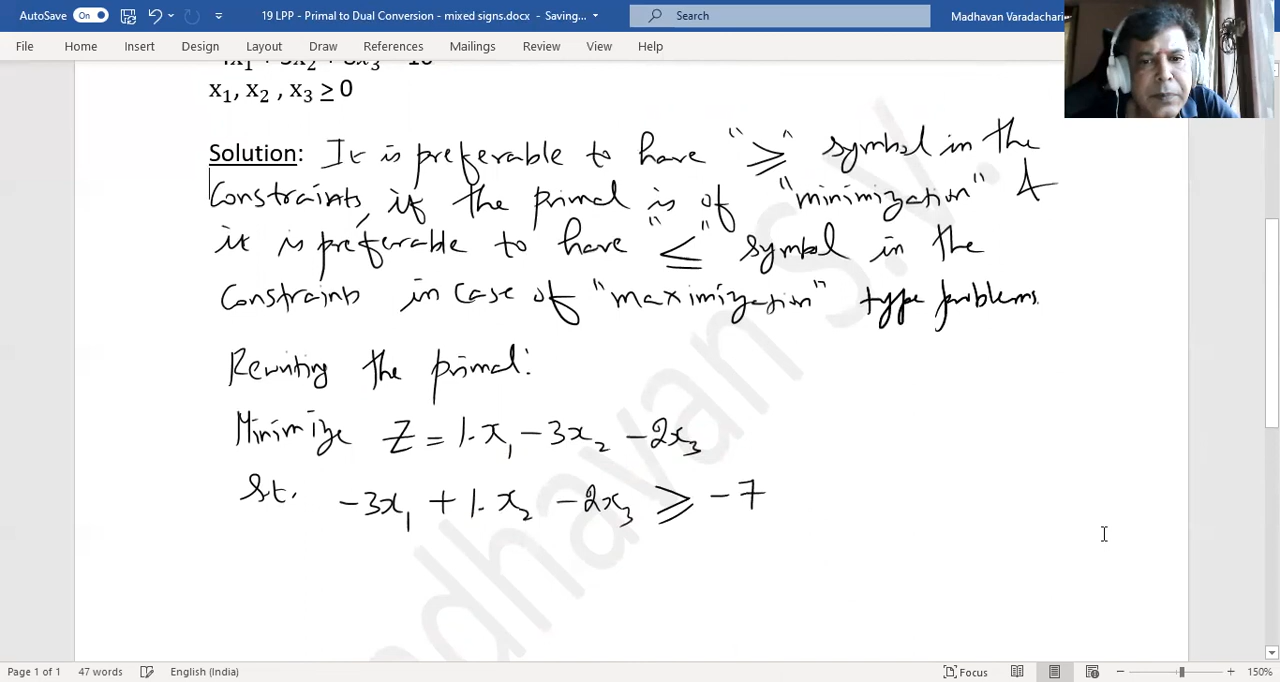 AutoSave On 19 LPP - Primal to Dual Conversion - mixed signs.docx - Saving... Search Madhavan Varadachari
File Home Insert Design Layout References Mailings Review View Help
x₁, x₂ , x₃ ≥ 0
Solution: It is preferable to have "≥" symbol in the
Constraints, if the primal is of "minimization" &
it is preferable to have "≤" symbol in the
Constraints in case of "maximization" type problems.
Rewriting the primal:
Minimize Z = 1.x₁ - 3x₂ - 2x₃
St. -3x₁ + 1.x₂ - 2x₃ ≥ -7
Page 1 of 1 47 words English (India) Focus 150%